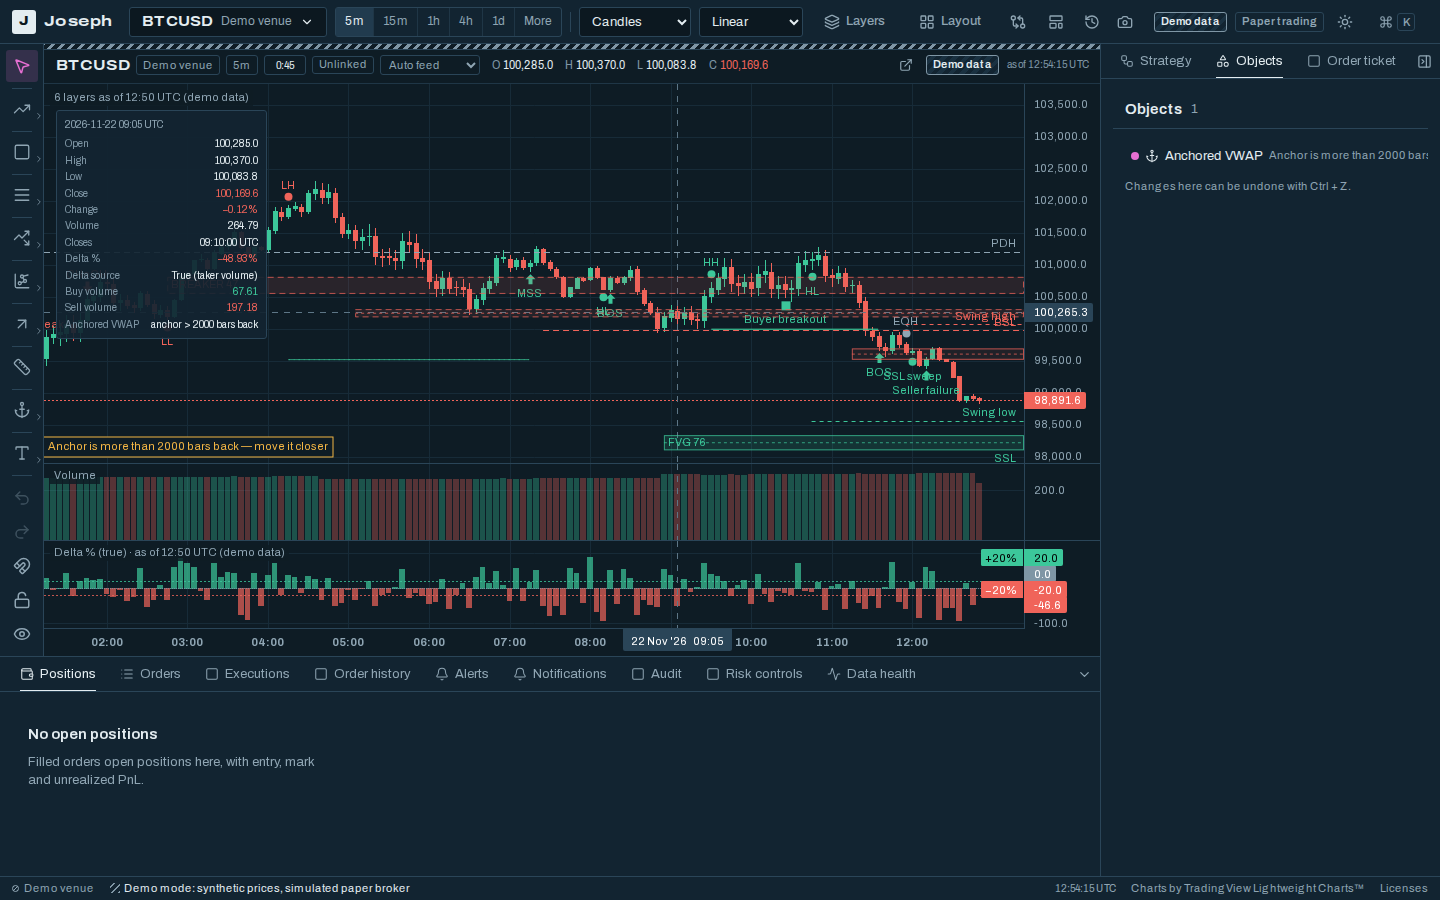 J Joseph BTCUSD Demo venue 5m 15m 1h 4h 1d More Candles Linear Layers Layout Demo data Paper trading ⌘ K
BTCUSD Demo venue 5m 0:45 Unlinked Auto feed O 100,285.0 H 100,370.0 L 100,083.8 C 100,169.6 Demo data as of 12:54:15 UTC
Strategy Objects Order ticket
6 layers as of 12:50 UTC (demo data)
2026-11-22 09:05 UTC
Open 100,285.0
High 100,370.0
Low 100,083.8
Close 100,169.6
Change −0.12%
Volume 264.79
Closes 09:10:00 UTC
Delta % −48.93%
Delta source True (taker volume)
Buy volume 67.61
Sell volume 197.18
Anchored VWAP anchor > 2000 bars back
LH
LL
MSS
BOS
HH
HL
Buyer breakout
EQH
BOS
SSL sweep
Seller failure
PDH
Swing high
BSL
Swing low
SSL
FVG 76
Anchor is more than 2000 bars back — move it closer
103,500.0
103,000.0
102,500.0
102,000.0
101,500.0
101,000.0
100,500.0
100,265.3
100,000.0
99,500.0
99,000.0
98,891.6
98,500.0
98,000.0
Volume
200.0
Delta % (true) · as of 12:50 UTC (demo data)
+20% 20.0
0.0
−20% -20.0
-46.6
-100.0
02:00 03:00 04:00 05:00 06:00 07:00 08:00 22 Nov '26 09:05 10:00 11:00 12:00
Objects 1
Anchored VWAP Anchor is more than 2000 bars
Changes here can be undone with Ctrl + Z.
Positions Orders Executions Order history Alerts Notifications Audit Risk controls Data health
No open positions
Filled orders open positions here, with entry, mark
and unrealized PnL.
Demo venue Demo mode: synthetic prices, simulated paper broker 12:54:15 UTC Charts by TradingView Lightweight Charts™ Licenses